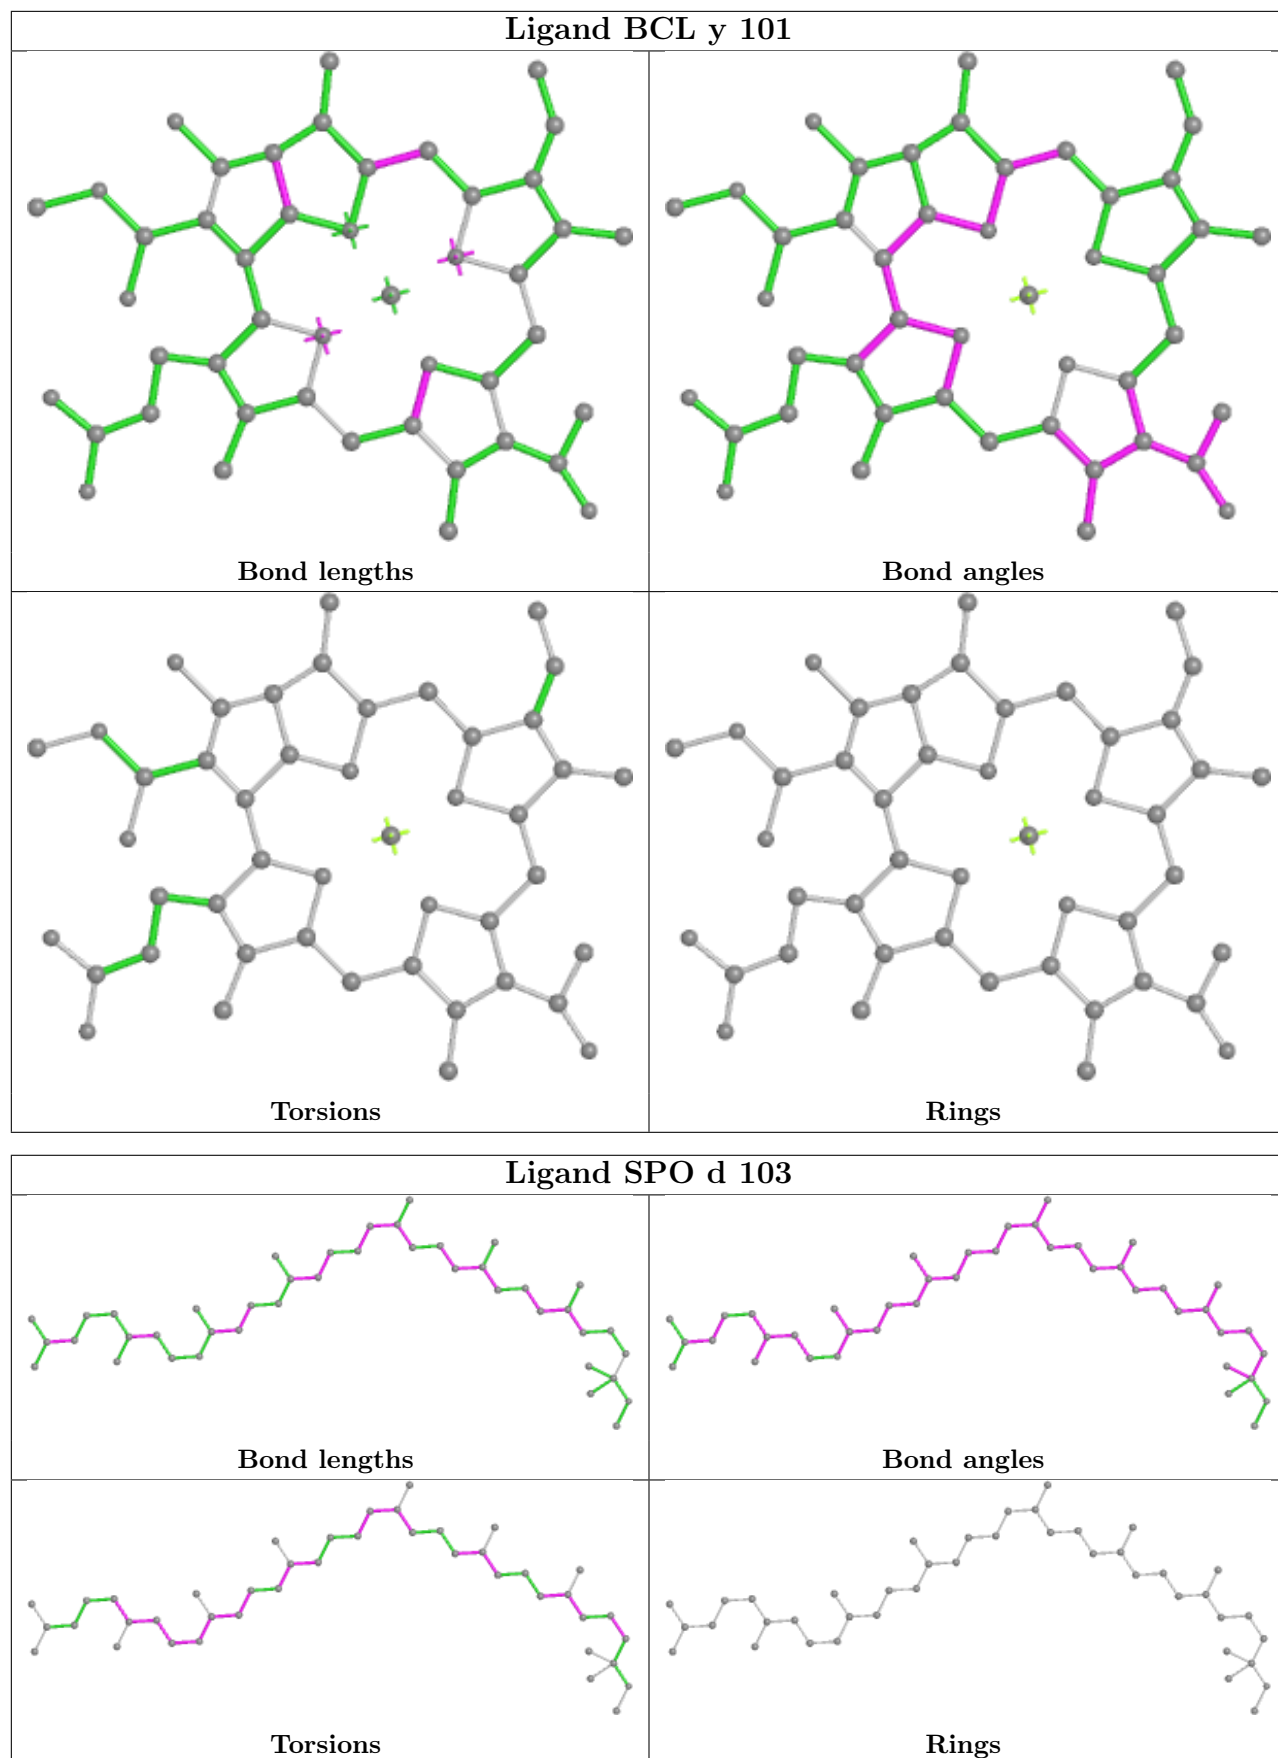 Ligand BCL y 101
Bond lengths
Bond angles
Torsions
Rings
Ligand SPO d 103
Bond lengths
Bond angles
Torsions
Rings